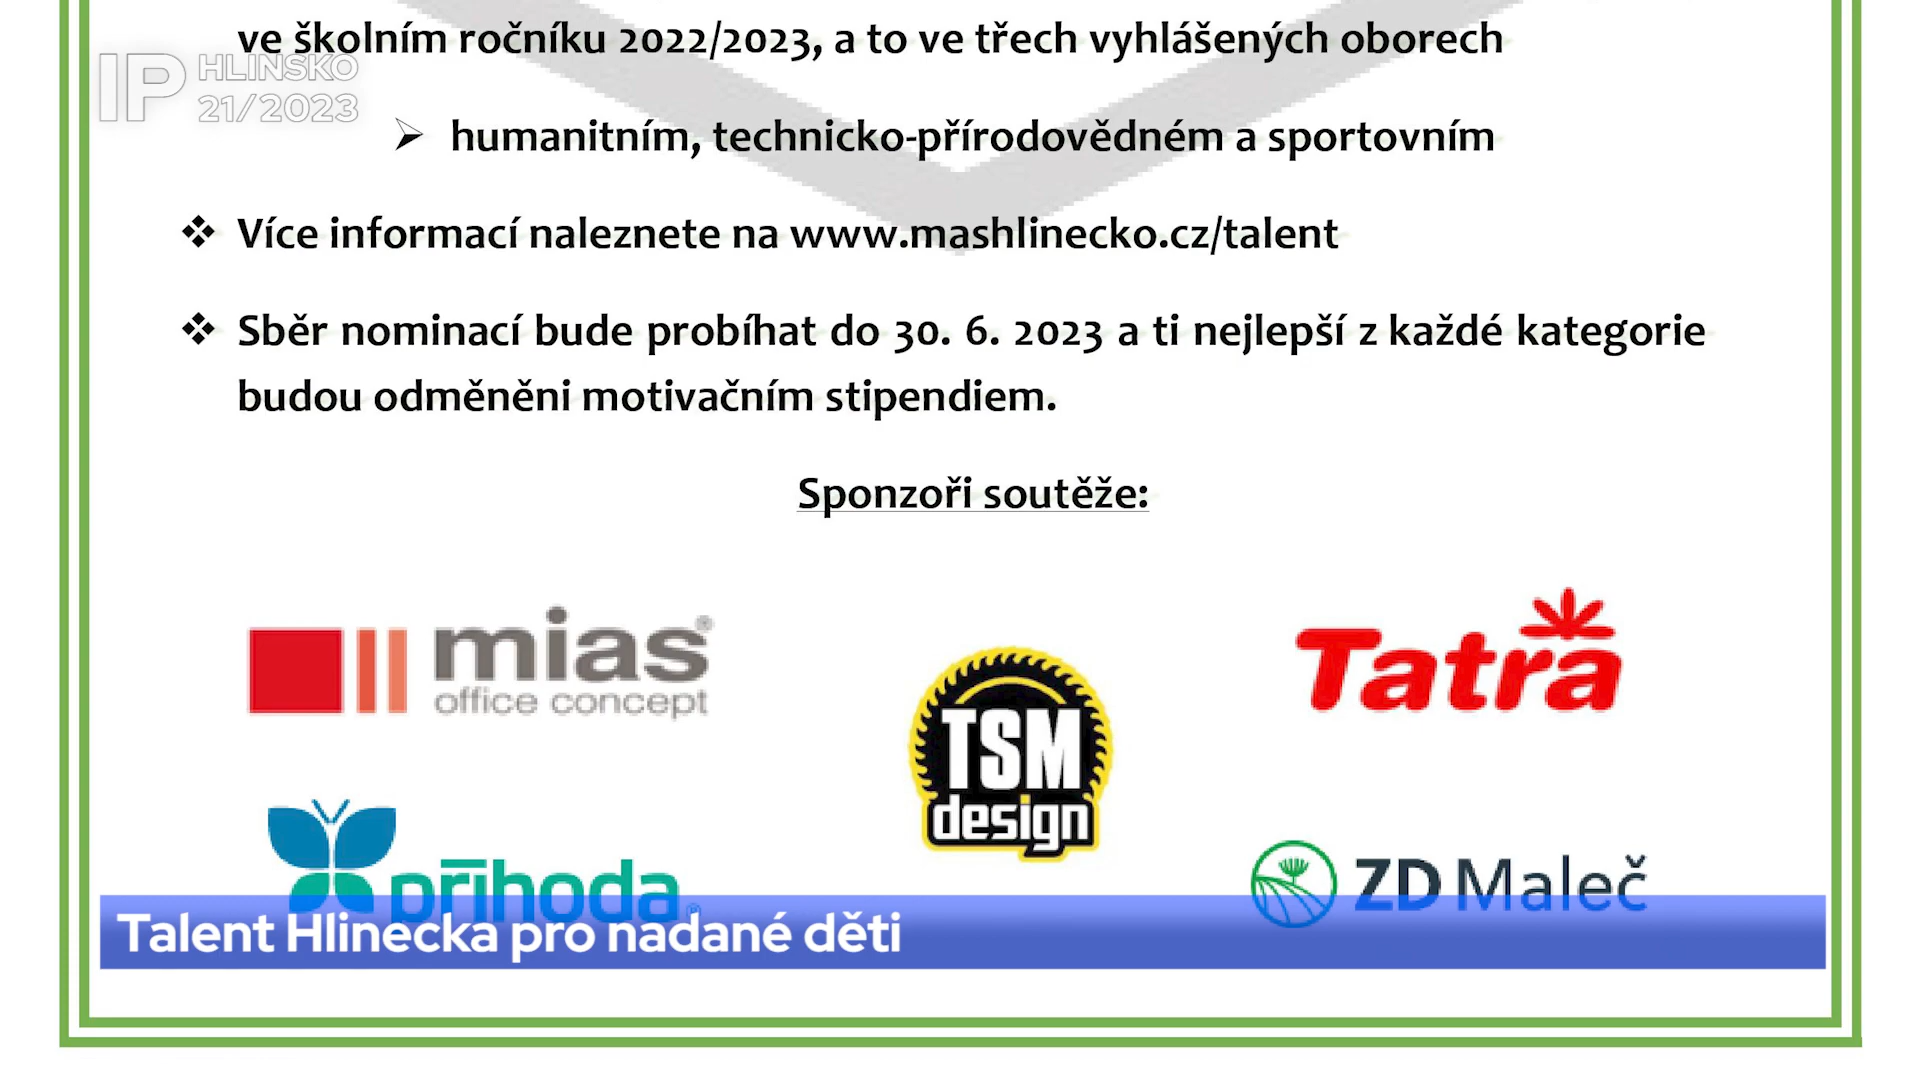 ve školním ročníku 2022/2023, a to ve třech vyhlášených oborech
IP HLINSKO
21/2023
humanitním, technicko-přírodovědném a sportovním
Více informací naleznete na www.mashlinecko.cz/talent
Sběr nominací bude probíhat do 30. 6. 2023 a ti nejlepší z každé kategorie
budou odměněni motivačním stipendiem.
Sponzoři soutěže:
mias®
office concept
TSM
design
Tatra
příhoda®
ZD Maleč
Talent Hlinecka pro nadané děti